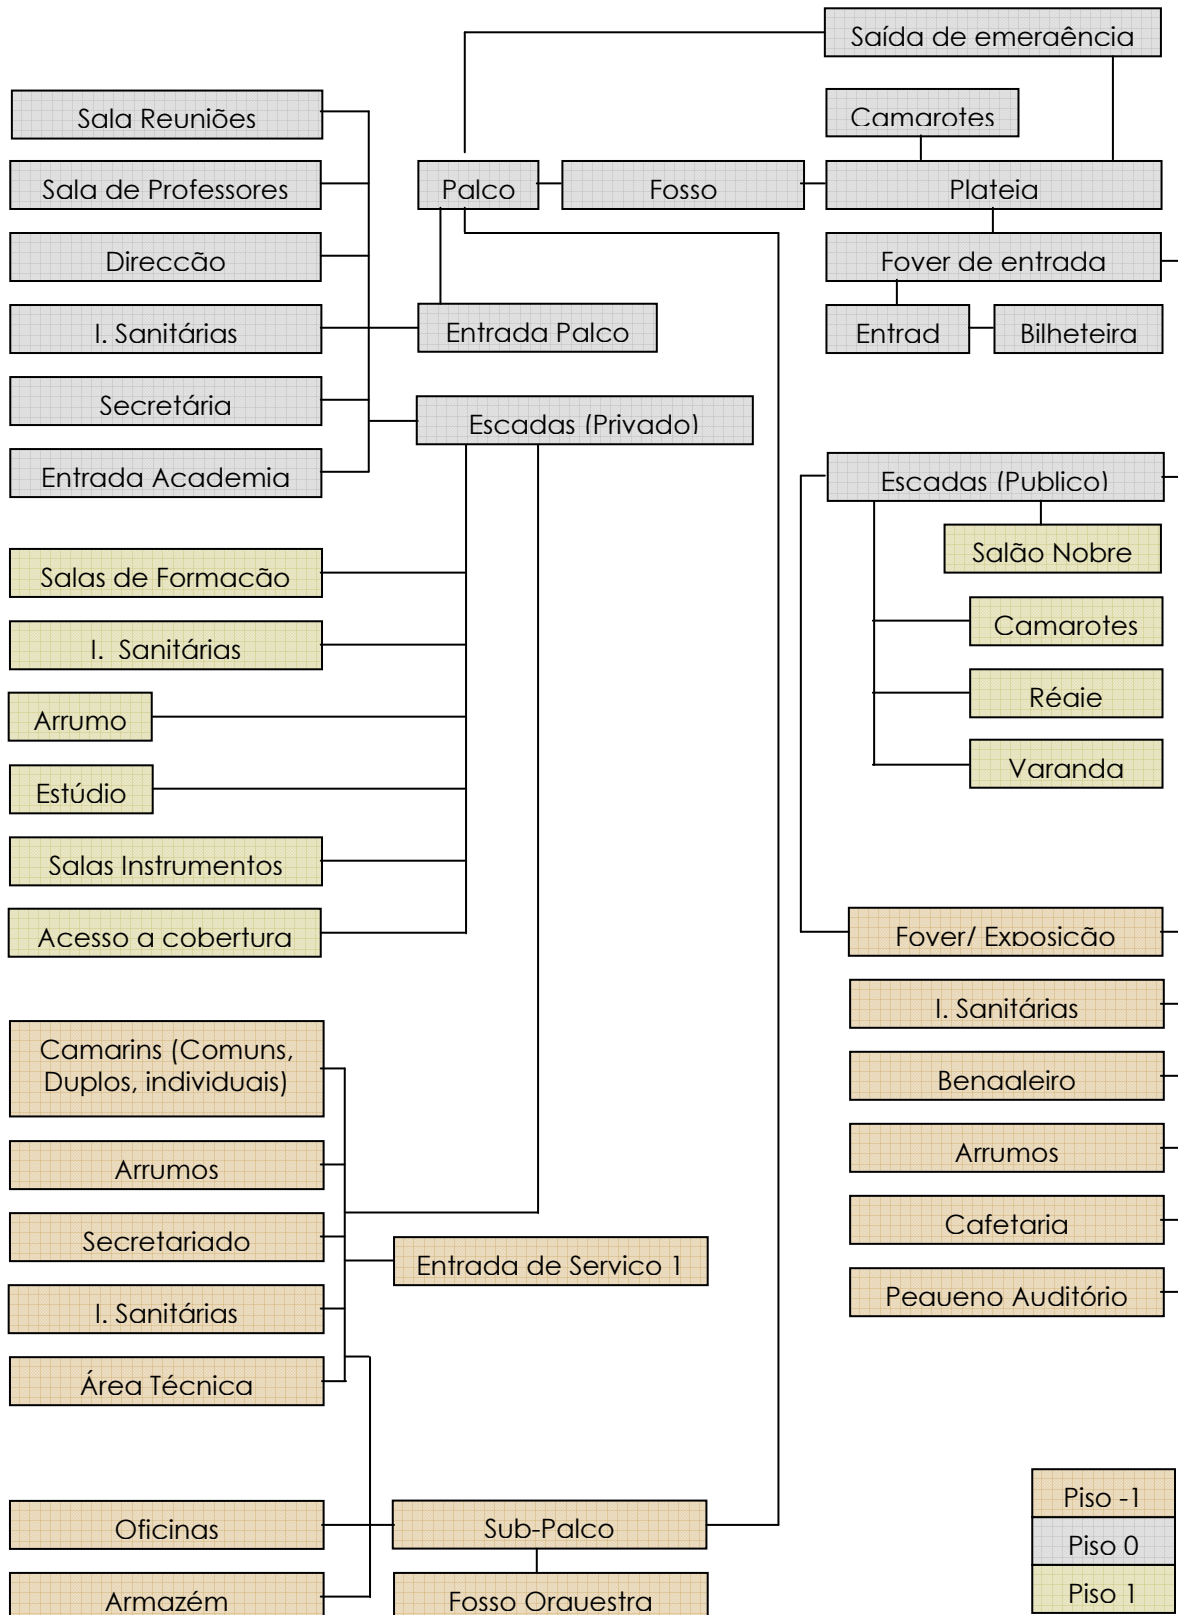 Saída de emergência
Sala Reuniões
Camarotes
Sala de Professores
Palco
Fosso
Plateia
Direcção
Foyer de entrada
I. Sanitárias
Entrada Palco
Entrad
Bilheteira
Secretária
Escadas (Privado)
Entrada Academia
Escadas (Publico)
Salão Nobre
Salas de Formação
Camarotes
I. Sanitárias
Régie
Arrumo
Varanda
Estúdio
Salas Instrumentos
Acesso a cobertura
Foyer/ Exposição
I. Sanitárias
Camarins (Comuns,
Duplos, individuais)
Bengaleiro
Arrumos
Arrumos
Secretariado
Cafetaria
Entrada de Serviço 1
I. Sanitárias
Pequeno Auditório
Área Técnica
Piso -1
Oficinas
Sub-Palco
Piso 0
Armazém
Fosso Orquestra
Piso 1